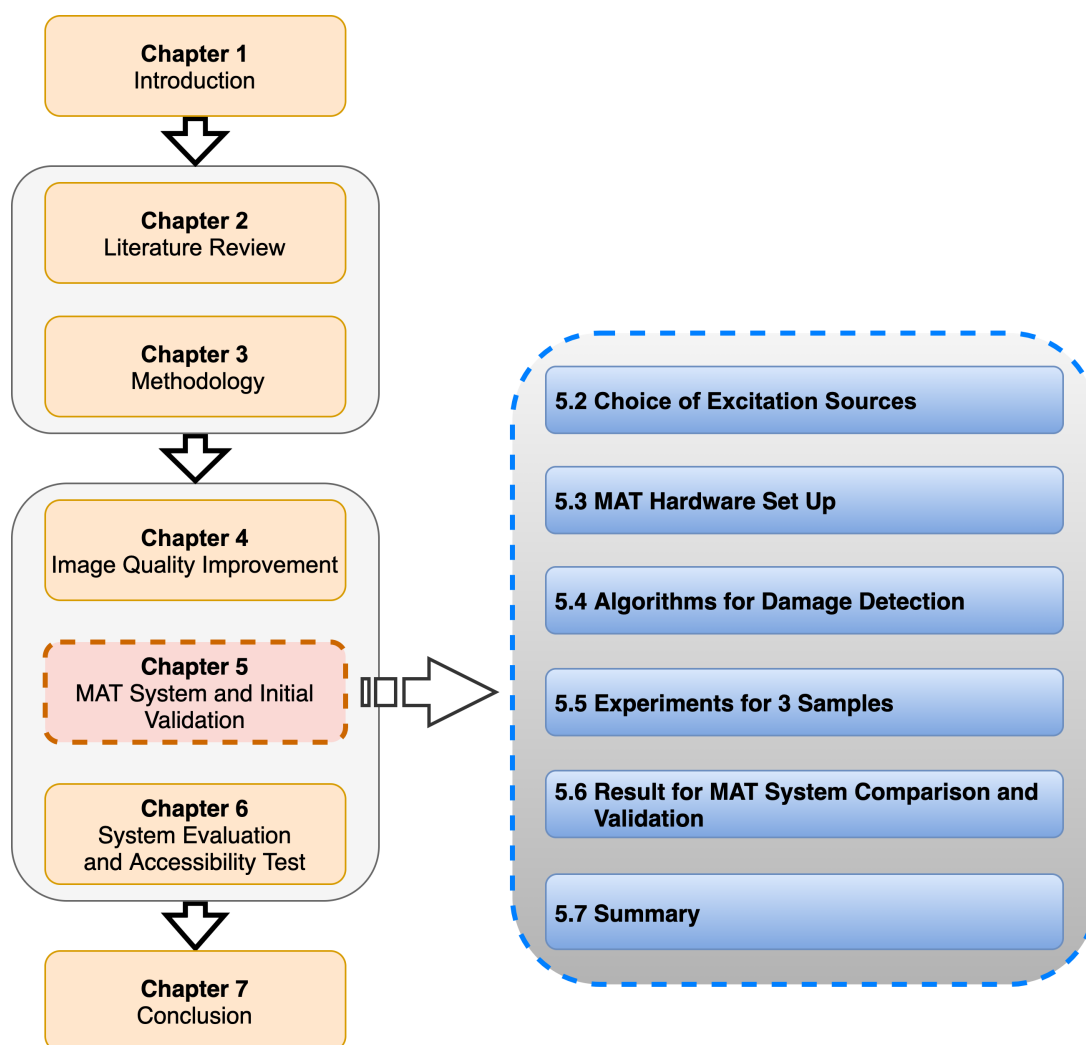 Chapter 1
Introduction
Chapter 2
Literature Review
Chapter 3
Methodology
Chapter 4
Image Quality Improvement
Chapter 5
MAT System and Initial
Validation
Chapter 6
System Evaluation
and Accessibility Test
Chapter 7
Conclusion
5.2 Choice of Excitation Sources
5.3 MAT Hardware Set Up
5.4 Algorithms for Damage Detection
5.5 Experiments for 3 Samples
5.6 Result for MAT System Comparison and
Validation
5.7 Summary